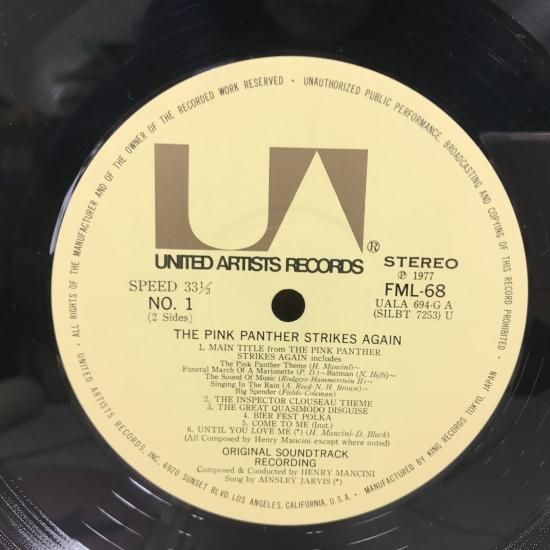 · ALL RIGHTS OF THE MANUFACTURER AND OF THE OWNER OF THE RECORDED WORK RESERVED · UNAUTHORIZED PUBLIC PERFORMANCE, BROADCASTING AND COPYING OF THIS RECORD PROHIBITED.
UA ®
UNITED ARTISTS RECORDS
STEREO
Ⓟ 1977
SPEED 33⅓
FML-68
NO. 1
UALA 694-G A
(2 Sides)
(SILBT 7253) U
THE PINK PANTHER STRIKES AGAIN
1. MAIN TITLE from THE PINK PANTHER
STRIKES AGAIN includes
The Pink Panther Theme (H. Mancini)~
Funeral March Of A Marionette (P. D.)~Batman (N. Hefti)~
The Sound Of Music (Rodgers-Hammerstein II)~
Singing In The Rain (A. Reed-N. H. Brown)~
Big Spender (Fields-Coleman)
2. THE INSPECTOR CLOUSEAU THEME
3. THE GREAT QUASIMODO DISGUISE
4. BIER FEST POLKA
5. COME TO ME (Inst.)
6. UNTIL YOU LOVE ME (*) (H. Mancini-D. Black)
(All Composed by Henry Mancini except where noted)
ORIGINAL SOUNDTRACK
RECORDING
Composed & Conducted by HENRY MANCINI
Sung by AINSLEY JARVIS (*)
UNITED ARTISTS RECORDS, INC. 6920 SUNSET BLVD. LOS ANGELES, CALIFORNIA, U.S.A. · MANUFACTURED BY KING RECORDS TOKYO, JAPAN